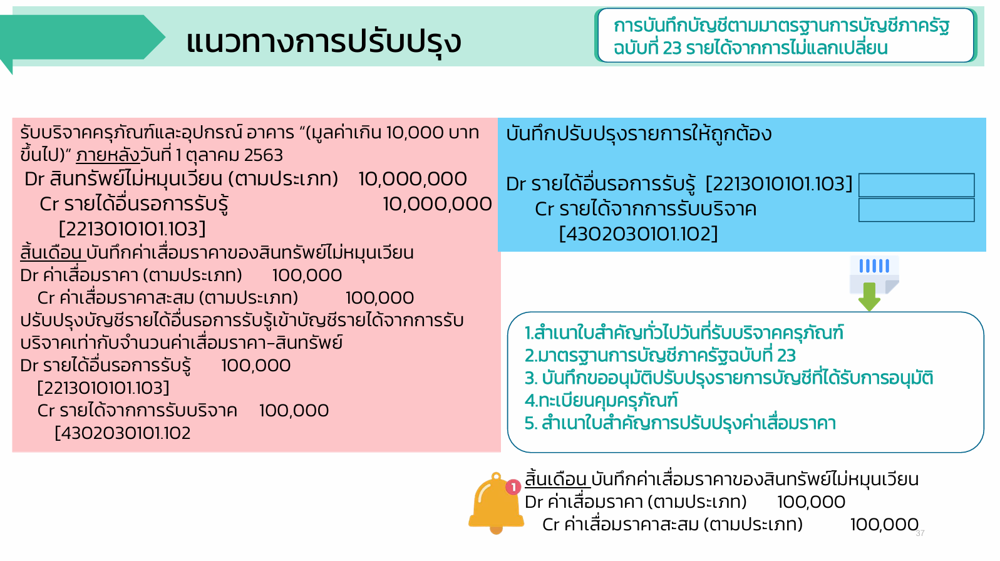 แนวทางการปรับปรุง
การบันทึกบัญชีตามมาตรฐานการบัญชีภาครัฐ
ฉบับที่ 23 รายได้จากการไม่แลกเปลี่ยน
รับบริจาคครุภัณฑ์และอุปกรณ์ อาคาร “(มูลค่าเกิน 10,000 บาท
ขึ้นไป)” ภายหลังวันที่ 1 ตุลาคม 2563
Dr สินทรัพย์ไม่หมุนเวียน (ตามประเภท) 10,000,000
Cr รายได้อื่นรอการรับรู้ 10,000,000
[2213010101.103]
สิ้นเดือน บันทึกค่าเสื่อมราคาของสินทรัพย์ไม่หมุนเวียน
Dr ค่าเสื่อมราคา (ตามประเภท) 100,000
Cr ค่าเสื่อมราคาสะสม (ตามประเภท) 100,000
ปรับปรุงบัญชีรายได้อื่นรอการรับรู้เข้าบัญชีรายได้จากการรับ
บริจาคเท่ากับจำนวนค่าเสื่อมราคา-สินทรัพย์
Dr รายได้อื่นรอการรับรู้ 100,000
[2213010101.103]
Cr รายได้จากการรับบริจาค 100,000
[4302030101.102
บันทึกปรับปรุงรายการให้ถูกต้อง
Dr รายได้อื่นรอการรับรู้ [2213010101.103]
Cr รายได้จากการรับบริจาค
[4302030101.102]
1.สำเนาใบสำคัญทั่วไปวันที่รับบริจาคครุภัณฑ์
2.มาตรฐานการบัญชีภาครัฐฉบับที่ 23
3. บันทึกขออนุมัติปรับปรุงรายการบัญชีที่ได้รับการอนุมัติ
4.ทะเบียนคุมครุภัณฑ์
5. สำเนาใบสำคัญการปรับปรุงค่าเสื่อมราคา
1
สิ้นเดือน บันทึกค่าเสื่อมราคาของสินทรัพย์ไม่หมุนเวียน
Dr ค่าเสื่อมราคา (ตามประเภท) 100,000
Cr ค่าเสื่อมราคาสะสม (ตามประเภท) 100,000
37